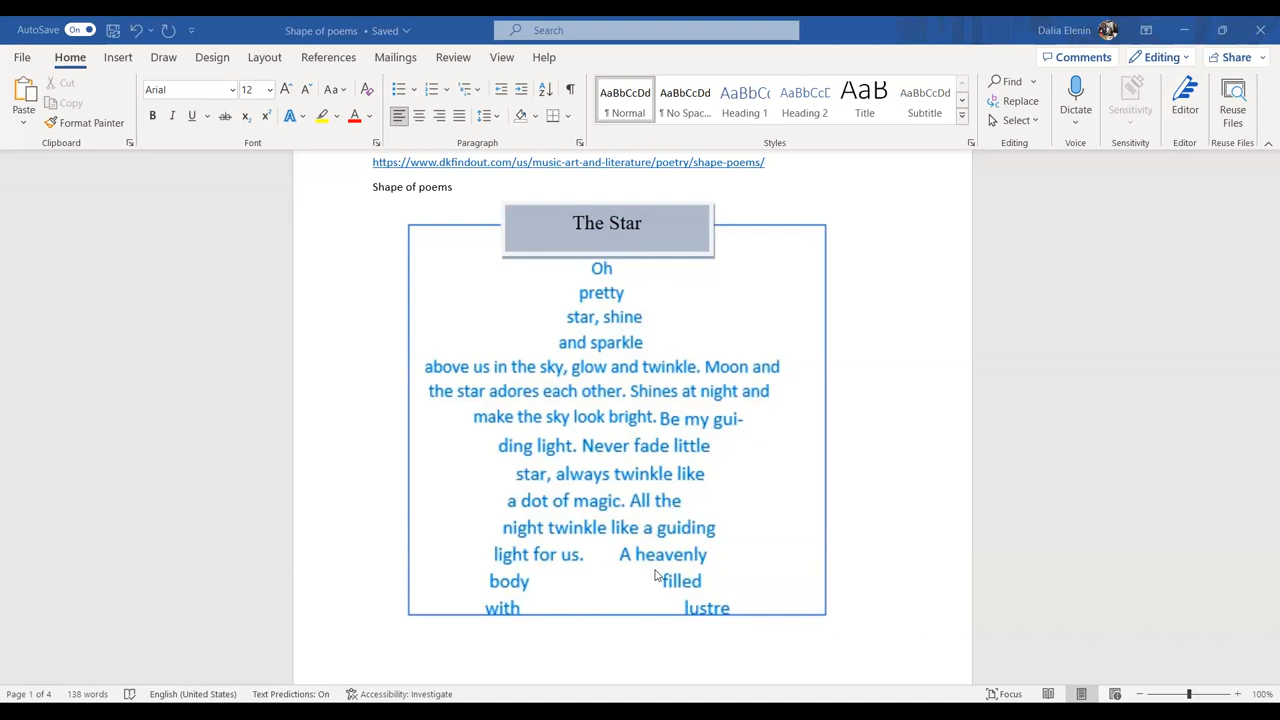 AutoSave On Shape of poems • Saved Search Dalia Elenin
File Home Insert Draw Design Layout References Mailings Review View Help Comments Editing Share
Paste Cut Copy Format Painter Clipboard
Arial 12 Aa Font
Paragraph
AaBbCcDd AaBbCcDd AaBbCc AaBbCcD AaB AaBbCcD
¶ Normal ¶ No Spac... Heading 1 Heading 2 Title Subtitle
Styles
Find Replace Select Editing
Dictate Voice
Sensitivity Sensitivity
Editor Editor
Reuse Files Reuse Files
https://www.dkfindout.com/us/music-art-and-literature/poetry/shape-poems/
Shape of poems
The Star
Oh
pretty
star, shine
and sparkle
above us in the sky, glow and twinkle. Moon and
the star adores each other. Shines at night and
make the sky look bright. Be my gui-
ding light. Never fade little
star, always twinkle like
a dot of magic. All the
night twinkle like a guiding
light for us. A heavenly
body filled
with lustre
Page 1 of 4 138 words English (United States) Text Predictions: On Accessibility: Investigate Focus 100%